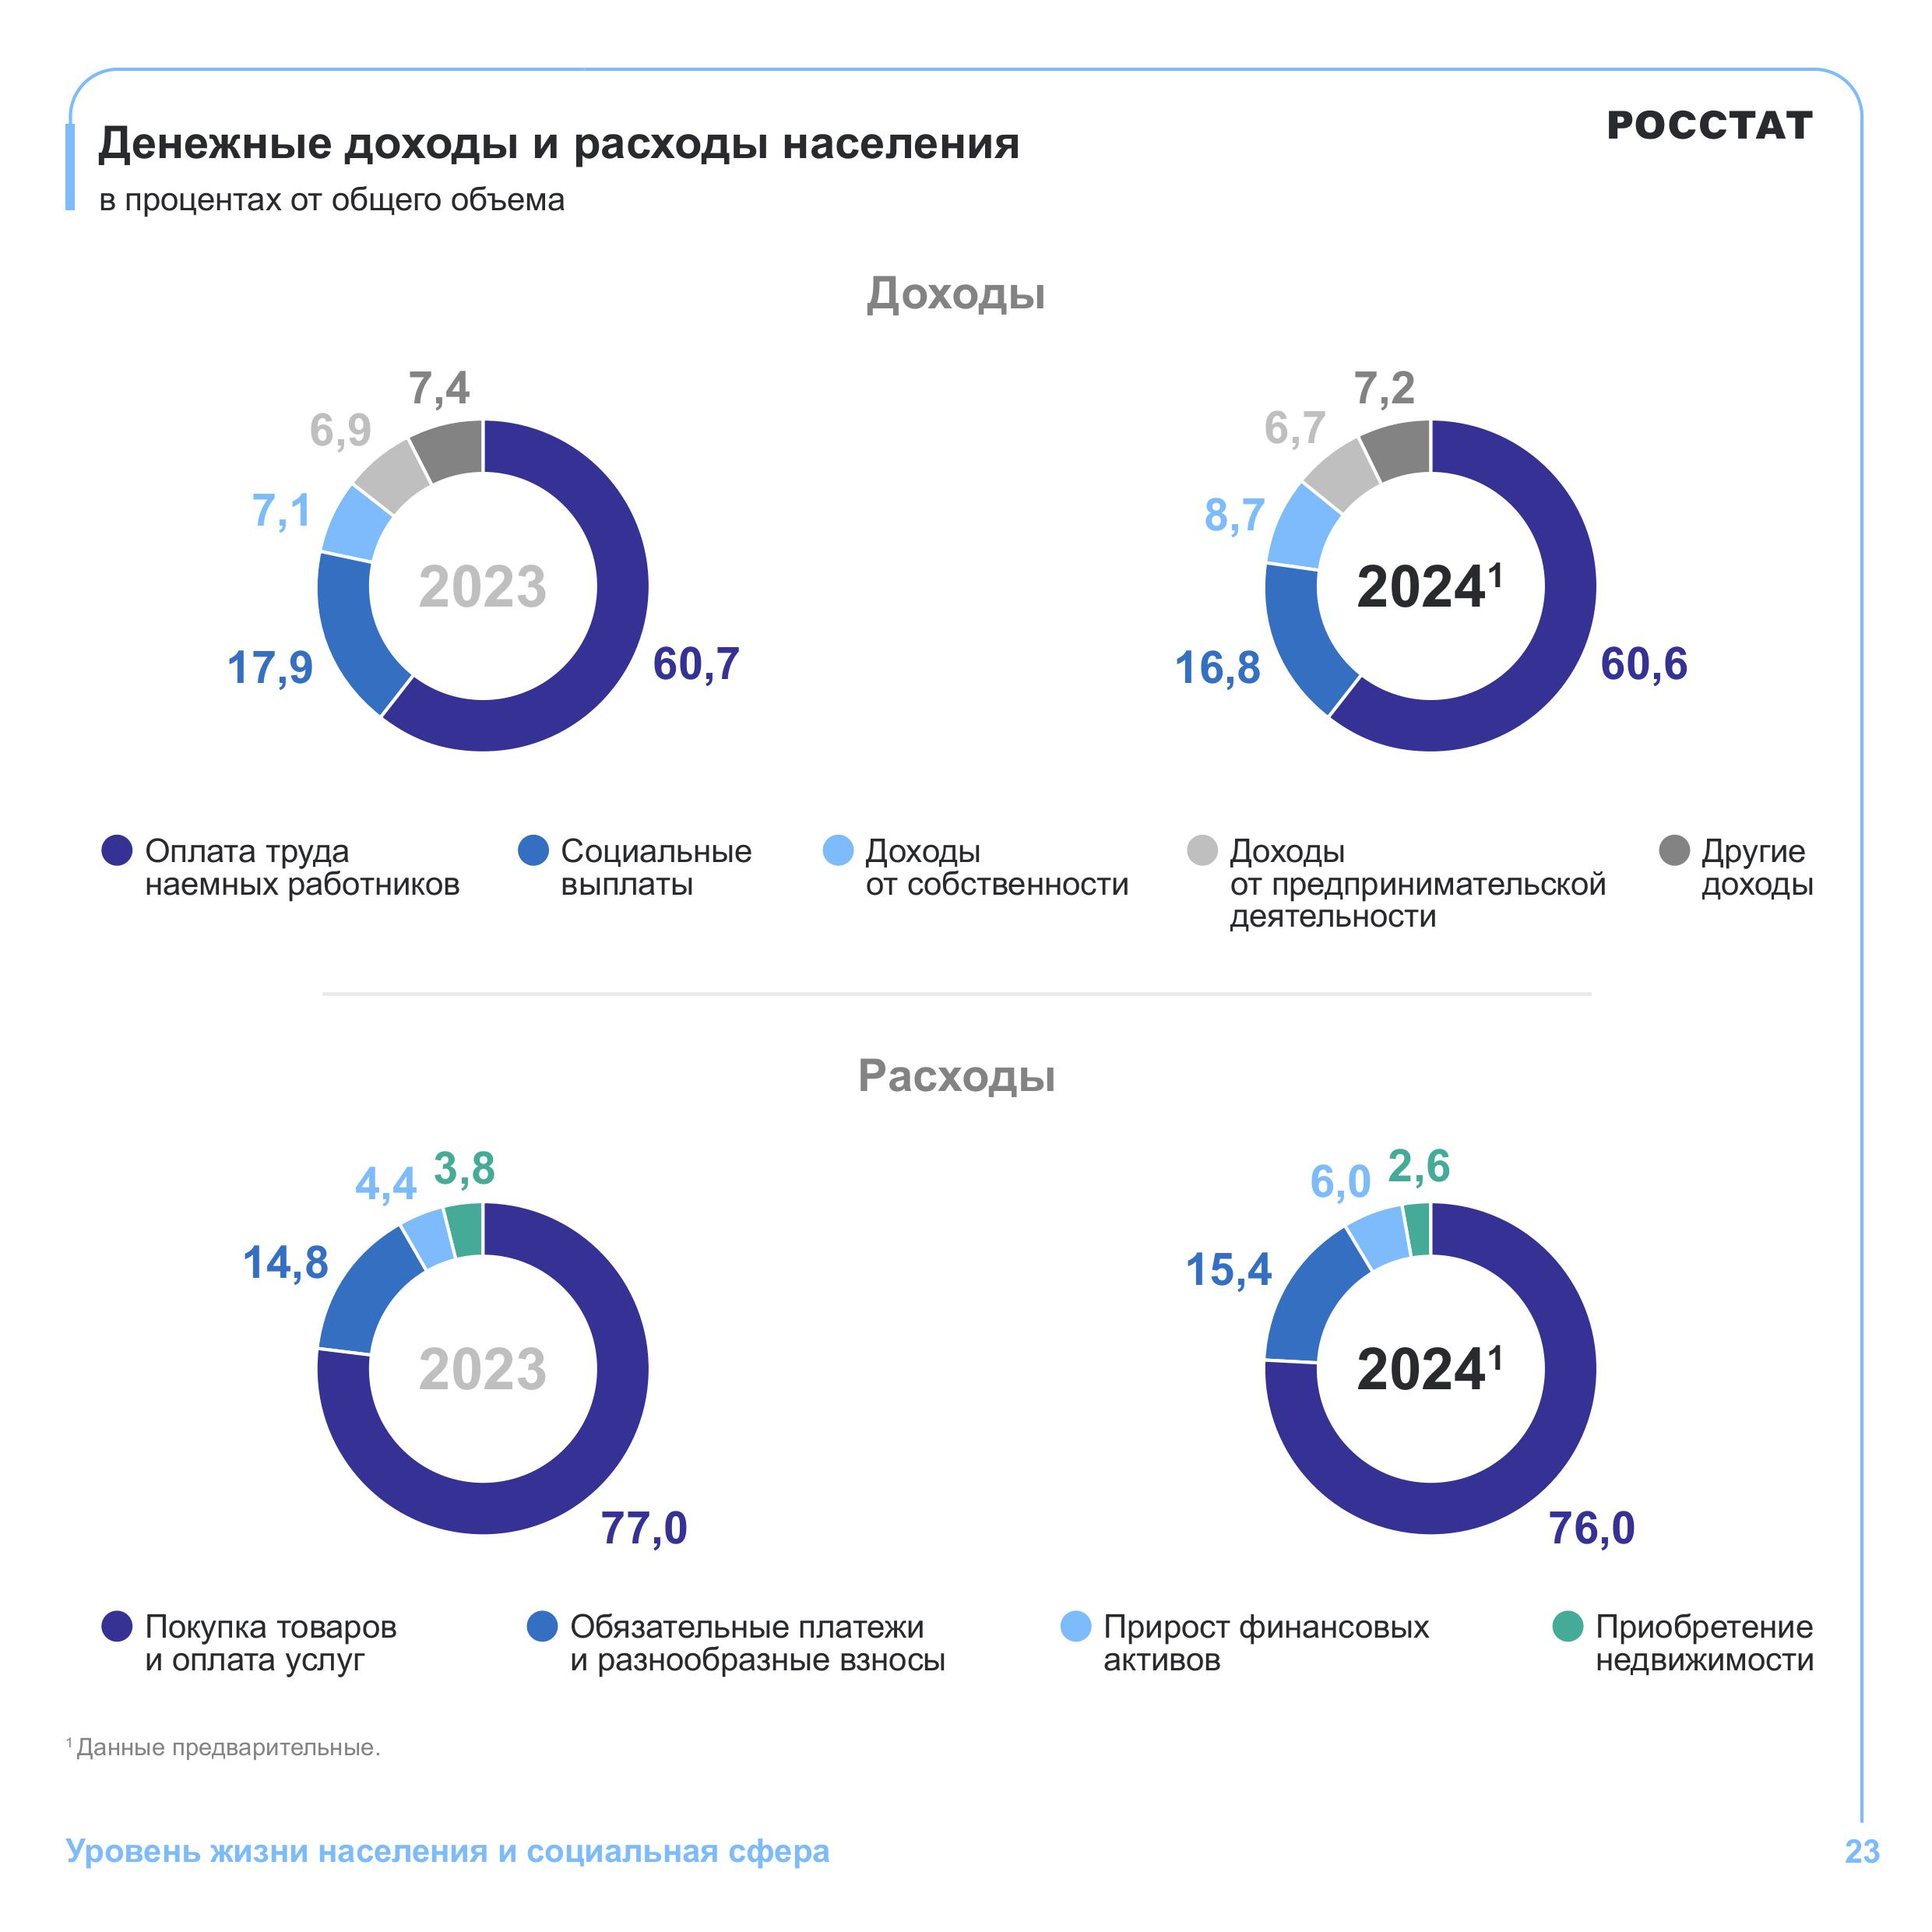 РОССТАТ
Денежные доходы и расходы населения
в процентах от общего объема
Доходы
7,4
6,9
7,1
17,9
60,7
2023
7,2
6,7
8,7
16,8
60,6
2024¹
Оплата труда
наемных работников
Социальные
выплаты
Доходы
от собственности
Доходы
от предпринимательской
деятельности
Другие
доходы
Расходы
3,8
4,4
14,8
77,0
2023
2,6
6,0
15,4
76,0
2024¹
Покупка товаров
и оплата услуг
Обязательные платежи
и разнообразные взносы
Прирост финансовых
активов
Приобретение
недвижимости
¹ Данные предварительные.
Уровень жизни населения и социальная сфера
23